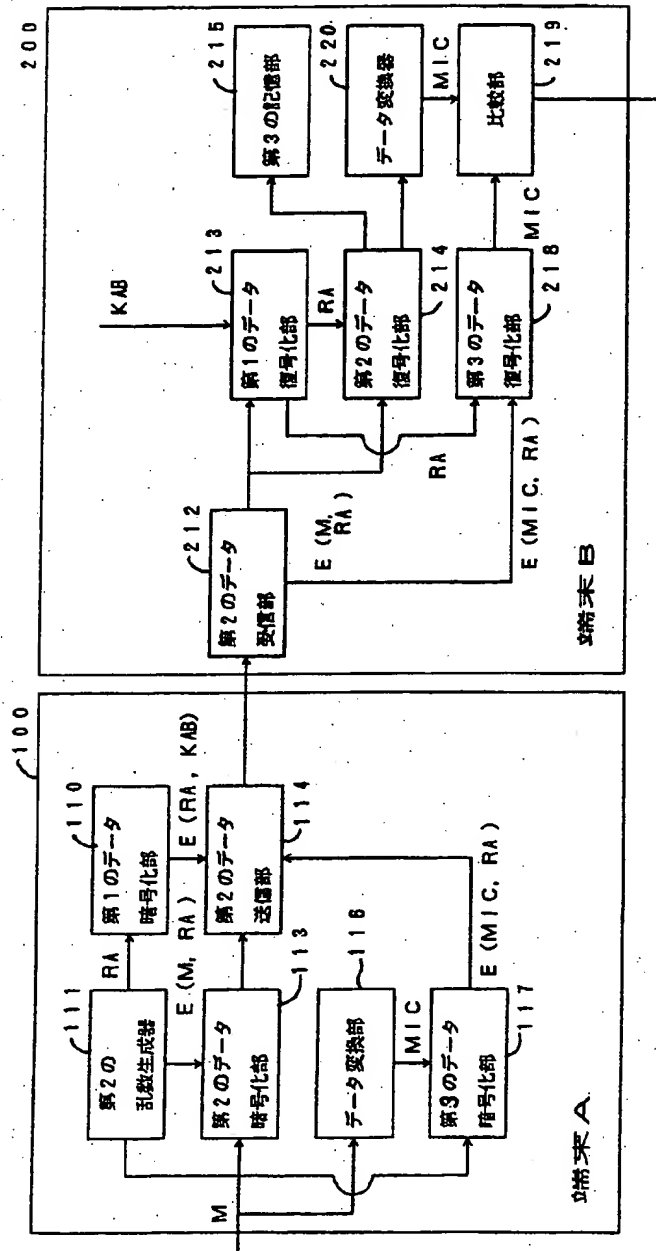 100
111
第2の
乱数生成器
RA
110
第1のデータ
暗号化部
E (RA, KAB)
E (M, RA)
M
第2のデータ
暗号化部
113
第2のデータ
送信部
114
データ変換部
116
MIC
第3のデータ
暗号化部
117
E (MIC, RA)
端末A
200
212
第2のデータ
受信部
KAB
213
第1のデータ
復号化部
RA
215
第3の記憶部
E (M,
RA)
第2のデータ
復号化部
214
220
データ変換器
MIC
RA
第3のデータ
復号化部
218
MIC
比較部
219
E (MIC, RA)
端末B